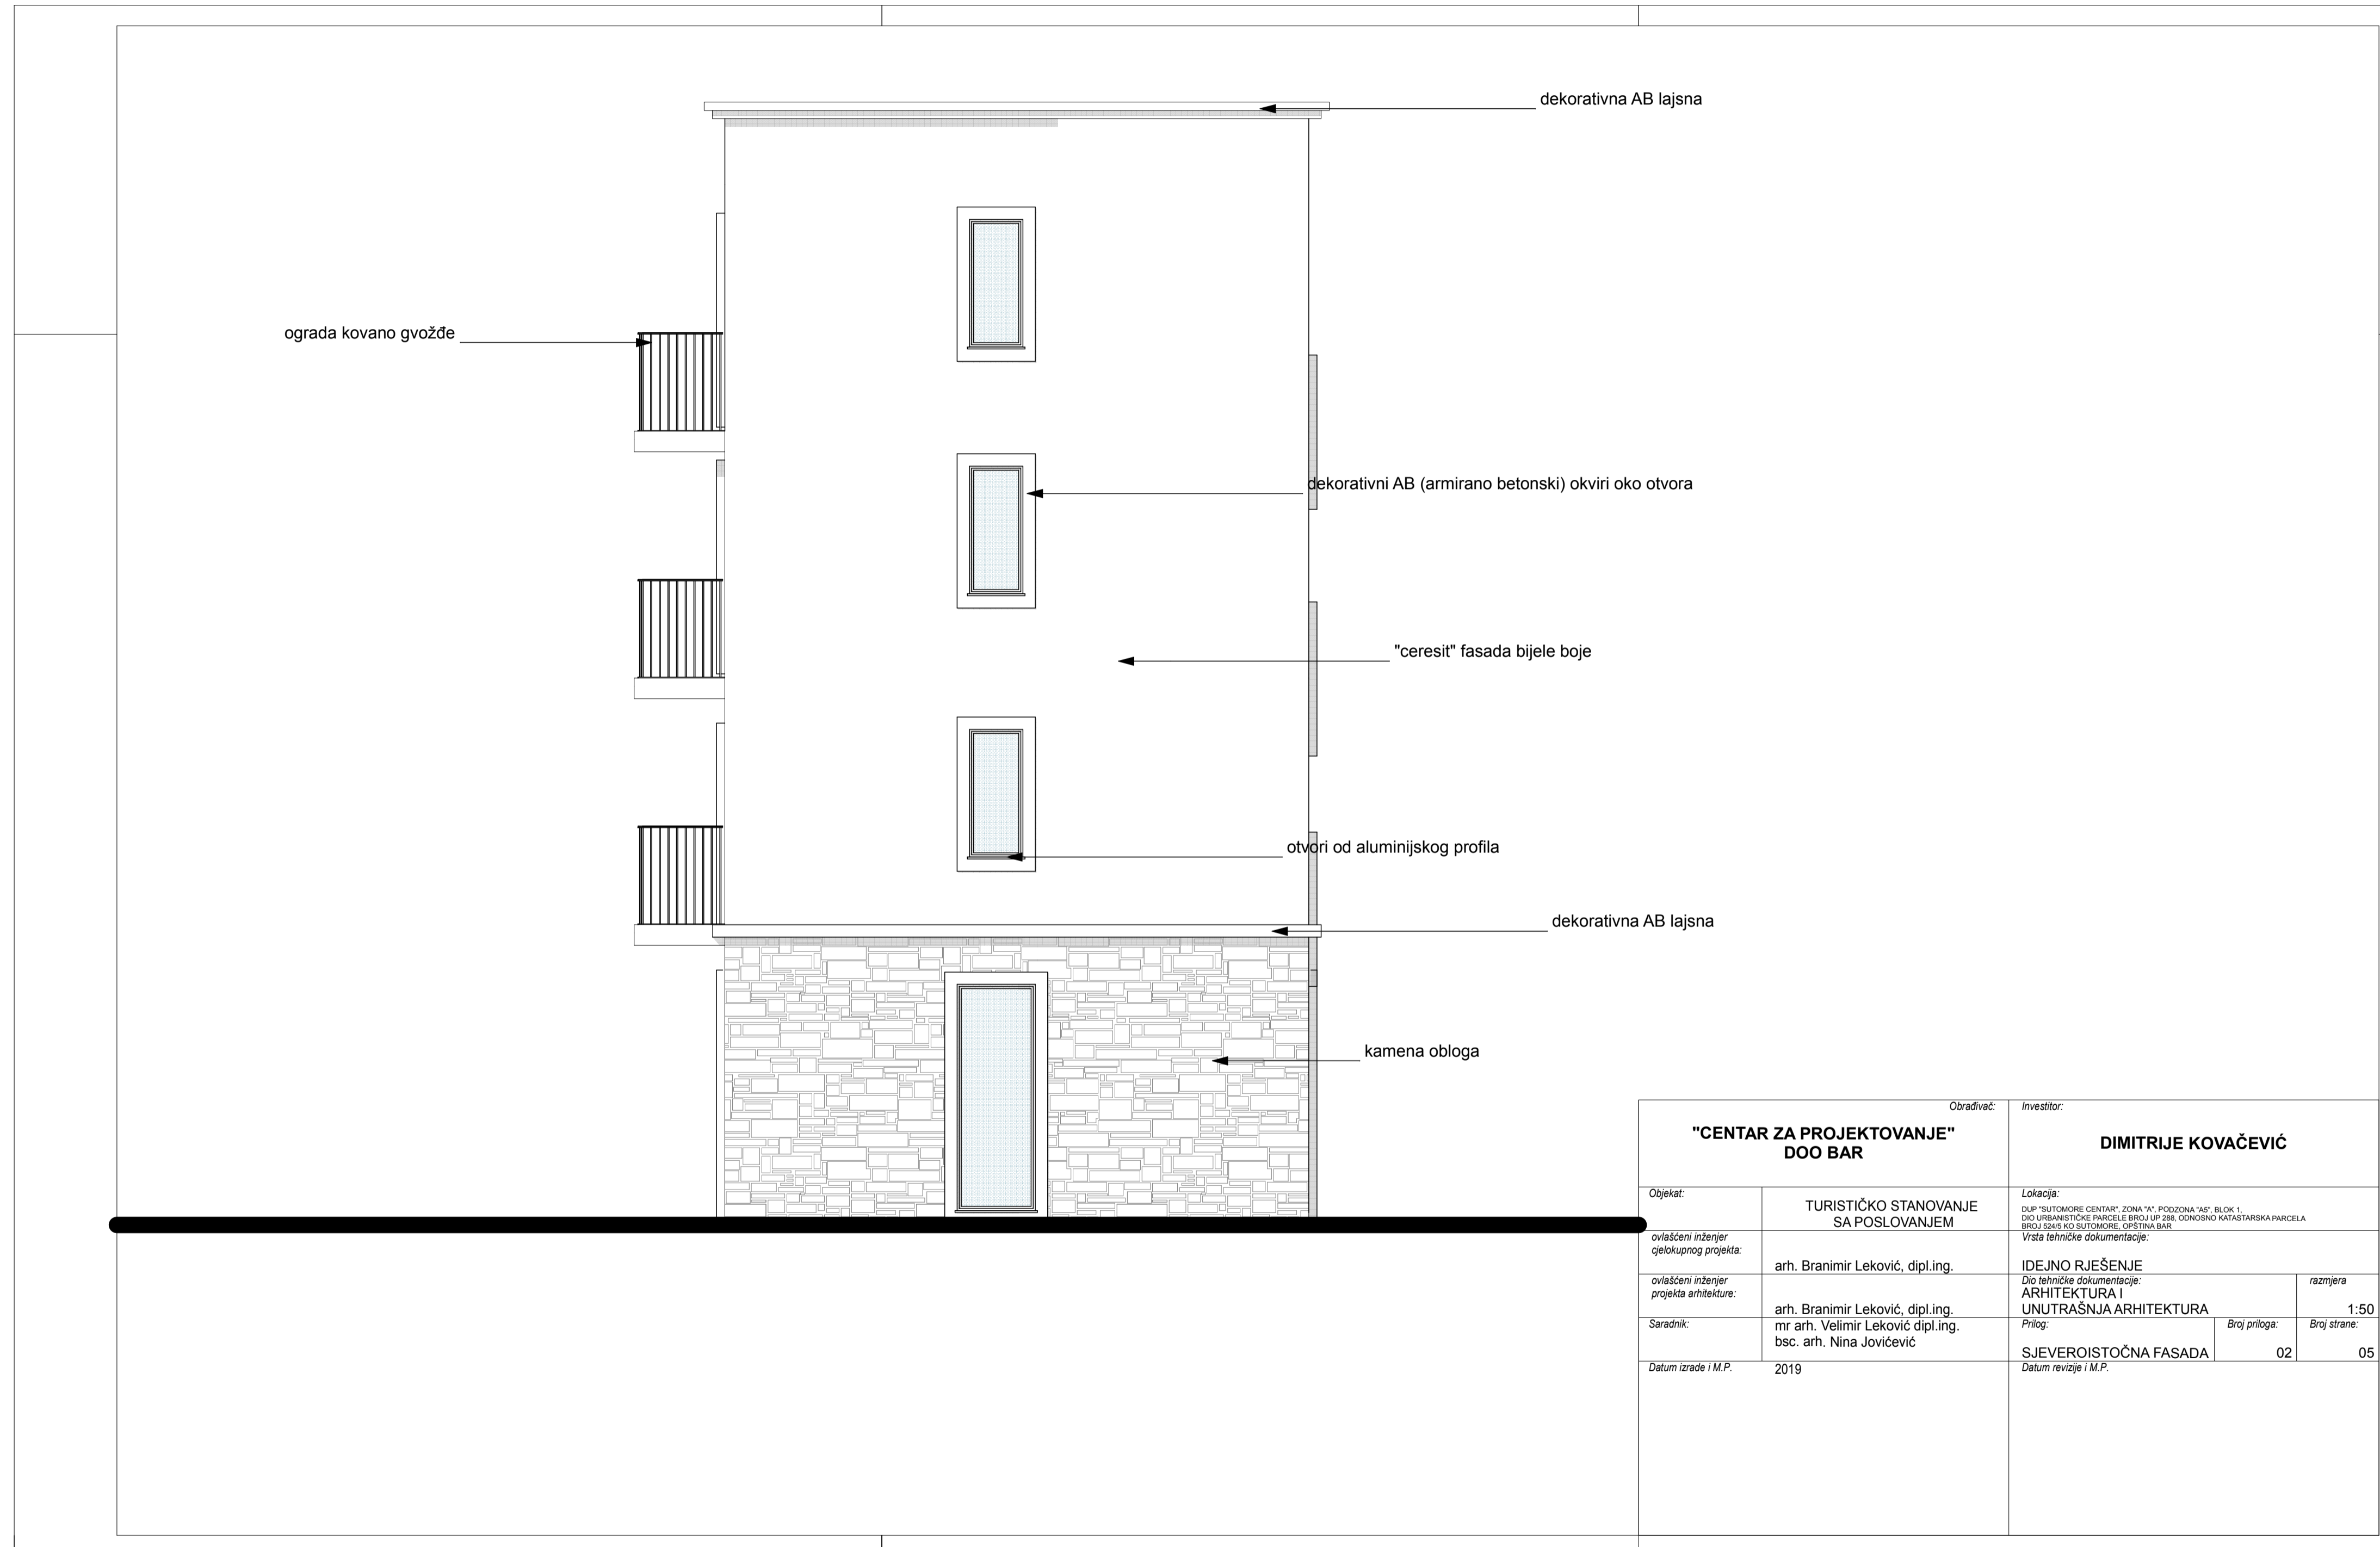 dekorativna AB lajsna
ograda kovano gvožđe
dekorativni AB (armirano betonski) okviri oko otvora
"ceresit" fasada bijele boje
otvori od aluminijskog profila
dekorativna AB lajsna
kamena obloga
Obrađivač:
"CENTAR ZA PROJEKTOVANJE"
DOO BAR
Investitor:
DIMITRIJE KOVAČEVIĆ
Objekat:
TURISTIČKO STANOVANJE
SA POSLOVANJEM
Lokacija:
DUP "SUTOMORE CENTAR", ZONA "A", PODZONA "A5", BLOK 1,
DIO URBANISTIČKE PARCELE BROJ UP 288, ODNOSNO KATASTARSKA PARCELA
BROJ 524/5 KO SUTOMORE, OPŠTINA BAR
ovlašćeni inženjer
cjelokupnog projekta:
arh. Branimir Leković, dipl.ing.
Vrsta tehničke dokumentacije:
IDEJNO RJEŠENJE
ovlašćeni inženjer
projekta arhitekture:
arh. Branimir Leković, dipl.ing.
Dio tehničke dokumentacije:
ARHITEKTURA I
UNUTRAŠNJA ARHITEKTURA
razmjera
1:50
Saradnik:
mr arh. Velimir Leković dipl.ing.
bsc. arh. Nina Jovićević
Prilog:
SJEVEROISTOČNA FASADA
Broj priloga:
02
Broj strane:
05
Datum izrade i M.P.
2019
Datum revizije i M.P.